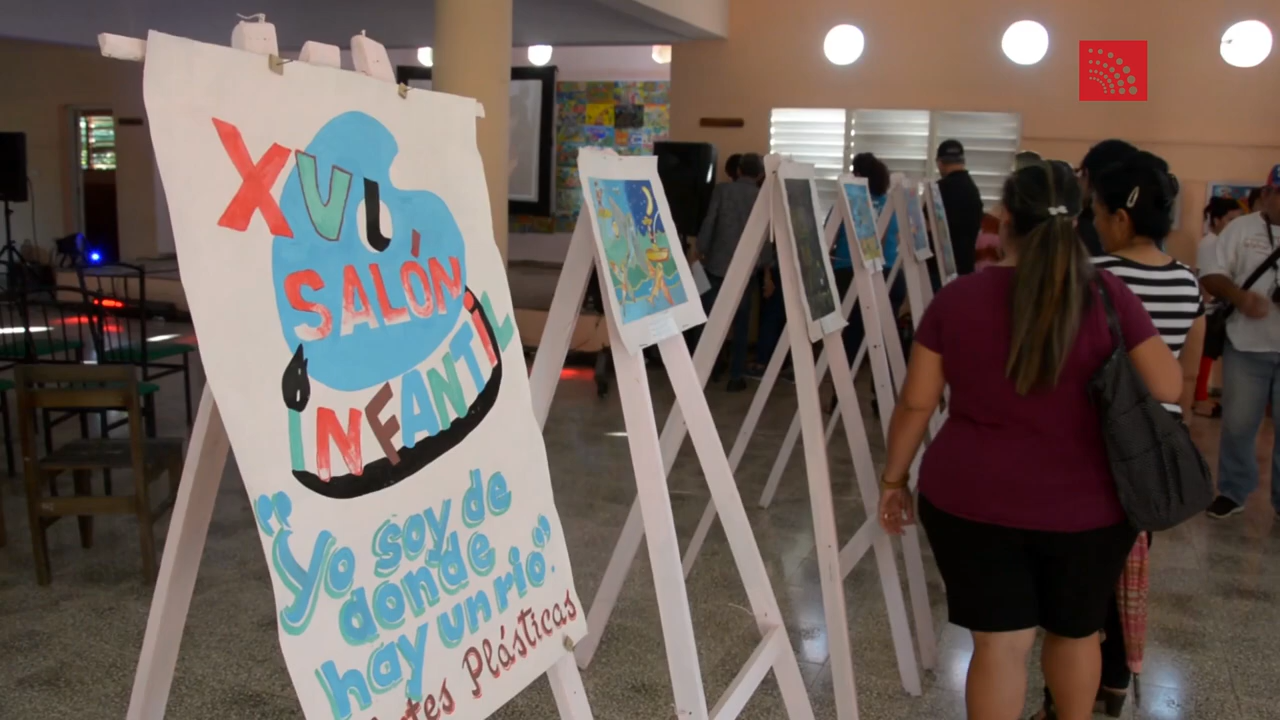 XVI
SALÓN
INFANTIL
"Yo soy de
donde
hay un río".
Artes Plásticas